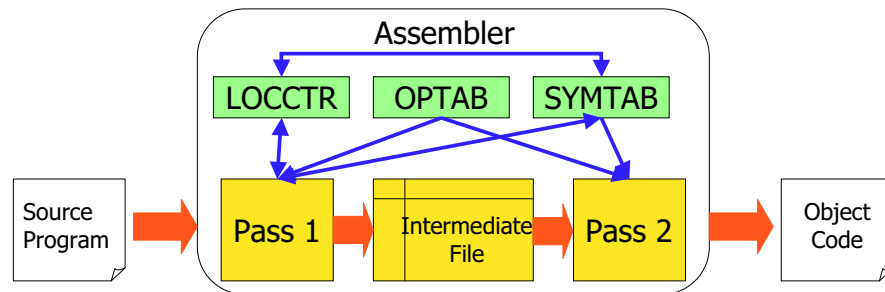 Assembler
LOCCTR
OPTAB
SYMTAB
Source
Program
Pass 1
Intermediate
File
Pass 2
Object
Code